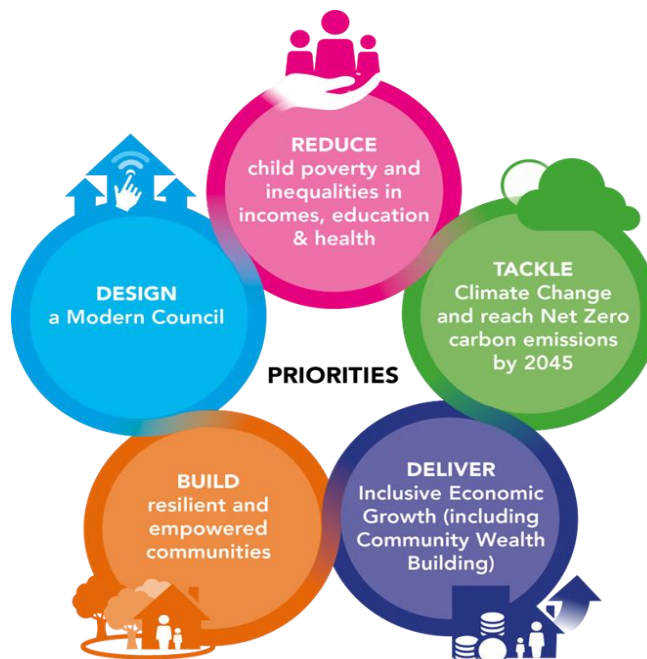 REDUCE
child poverty and
inequalities in
incomes, education
& health
TACKLE
Climate Change
and reach Net Zero
carbon emissions
by 2045
DELIVER
Inclusive Economic
Growth (including
Community Wealth
Building)
BUILD
resilient and
empowered
communities
DESIGN
a Modern Council
PRIORITIES